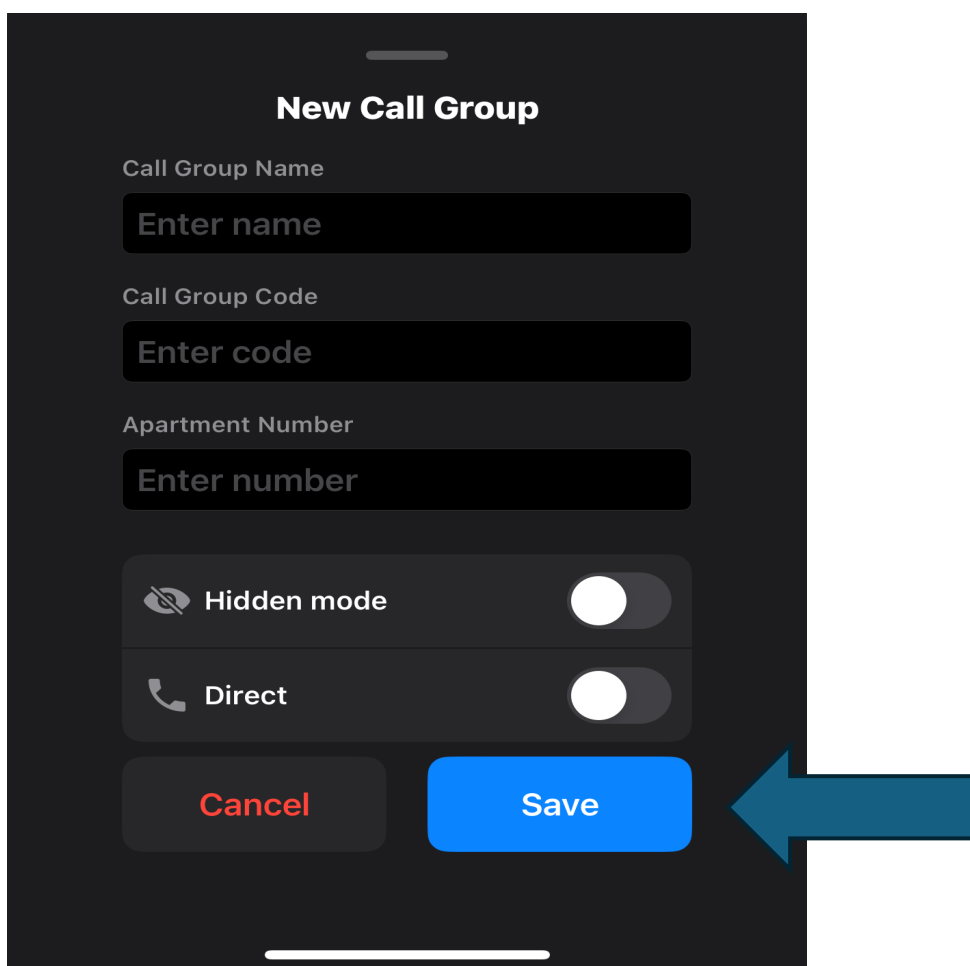 New Call Group
Call Group Name
Enter name
Call Group Code
Enter code
Apartment Number
Enter number
Hidden mode
Direct
Cancel
Save